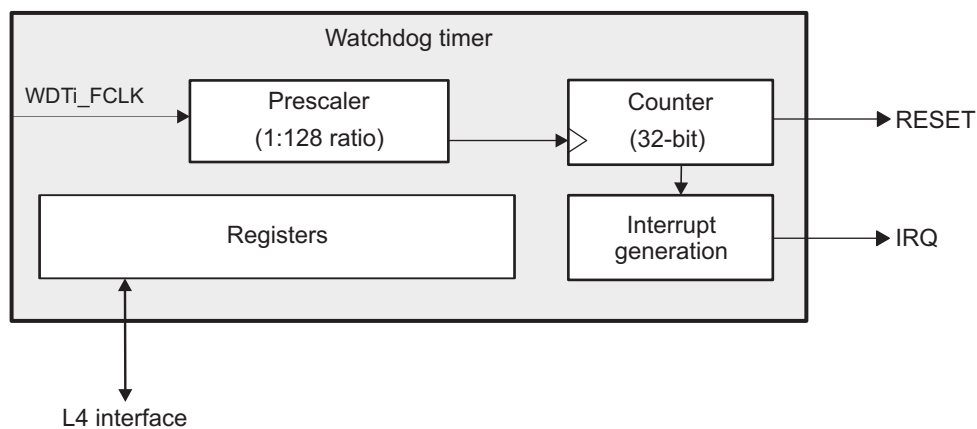 Watchdog timer
WDTi_FCLK
Prescaler
(1:128 ratio)
Counter
(32-bit)
RESET
Registers
Interrupt
generation
IRQ
L4 interface